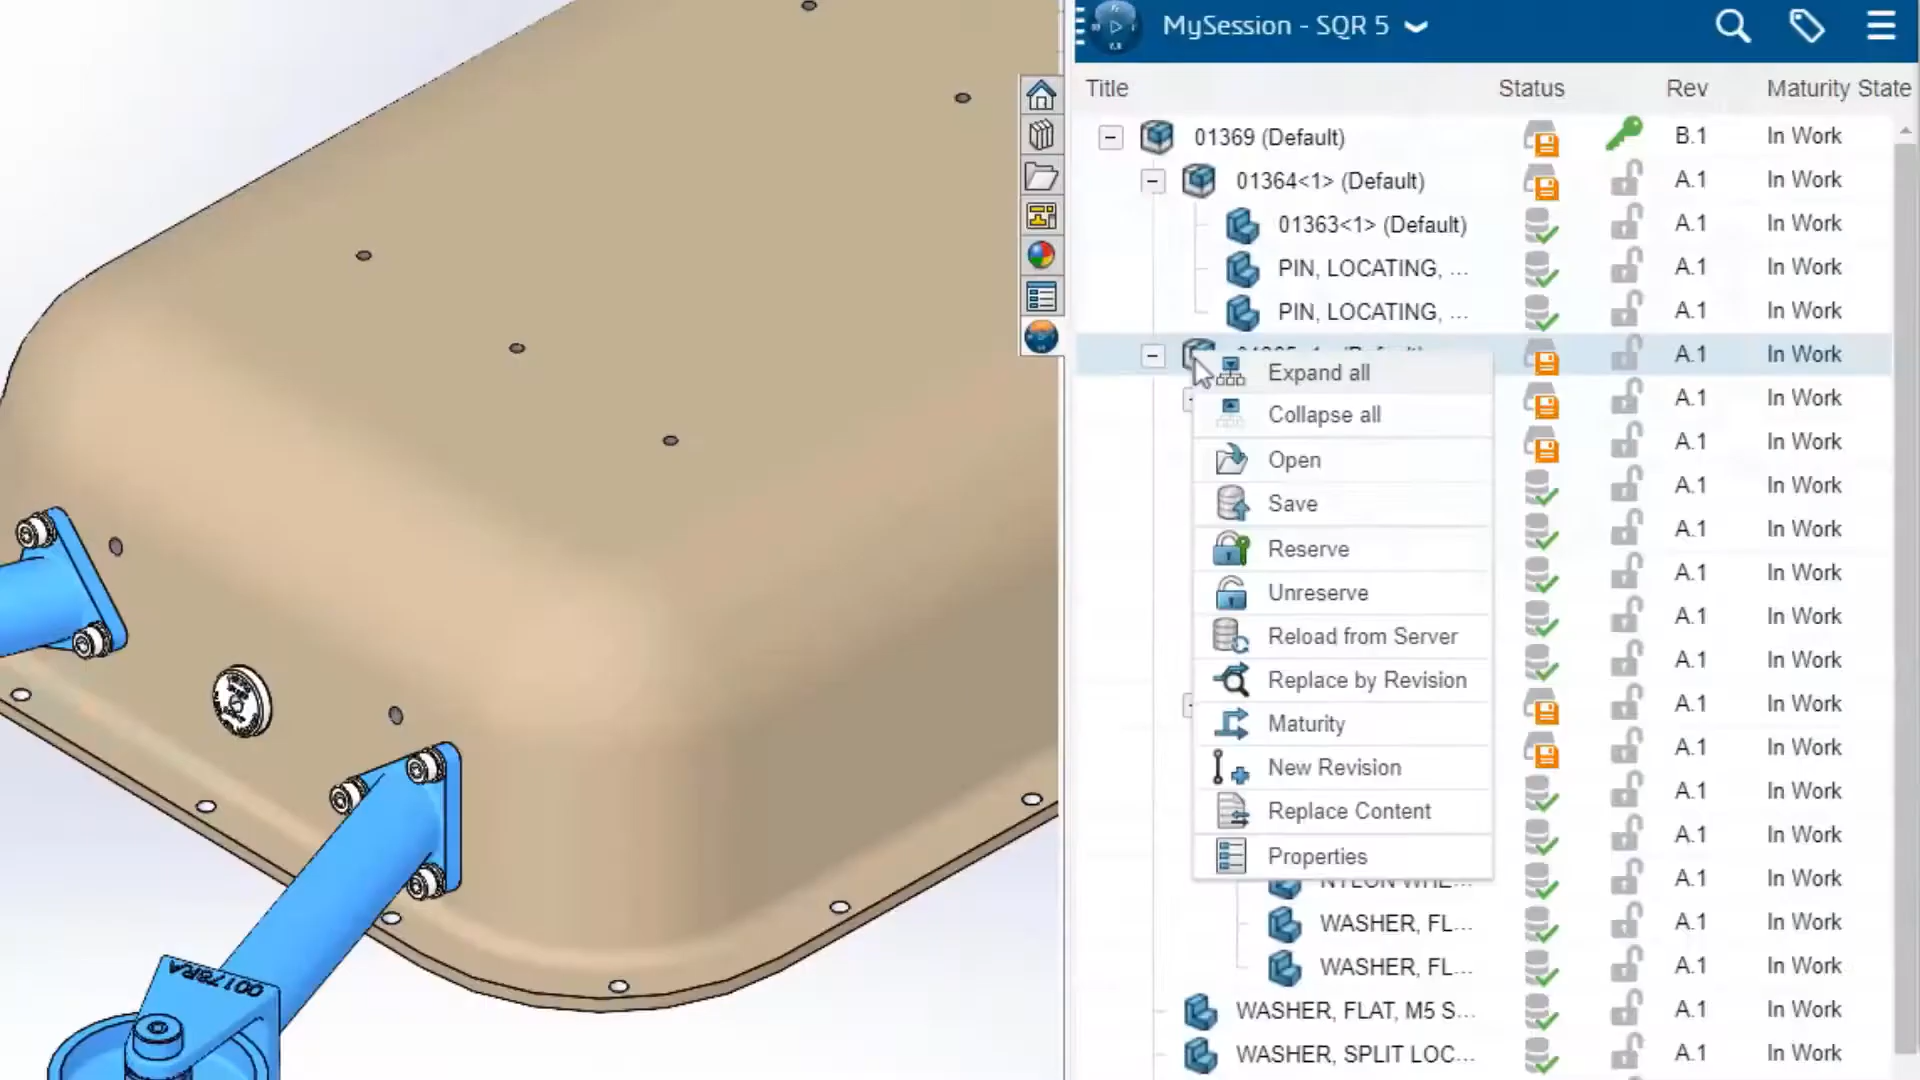 MySession - SQR 5
Title Status Rev Maturity State
01369 (Default) B.1 In Work
01364<1> (Default) A.1 In Work
01363<1> (Default) A.1 In Work
PIN, LOCATING, ... A.1 In Work
PIN, LOCATING, ... A.1 In Work
A.1 In Work
Expand all
Collapse all
Open
Save
Reserve
Unreserve
Reload from Server
Replace by Revision
Maturity
New Revision
Replace Content
Properties
A.1 In Work
A.1 In Work
A.1 In Work
A.1 In Work
A.1 In Work
A.1 In Work
A.1 In Work
A.1 In Work
A.1 In Work
A.1 In Work
A.1 In Work
NYLON WHE... A.1 In Work
WASHER, FL... A.1 In Work
WASHER, FL... A.1 In Work
WASHER, FLAT, M5 S... A.1 In Work
WASHER, SPLIT LOC... A.1 In Work
00178RA